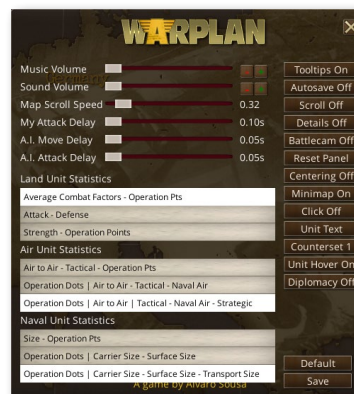 WARPLAN
X
Music Volume
Sound Volume
Map Scroll Speed 0.32
My Attack Delay 0.10s
A.I. Move Delay 0.05s
A.I. Attack Delay 0.05s
Land Unit Statistics
Average Combat Factors - Operation Pts
Attack - Defense
Strength - Operation Points
Air Unit Statistics
Air to Air - Tactical - Operation Pts
Operation Dots | Air to Air - Tactical - Naval Air
Operation Dots | Air to Air | Tactical - Naval Air - Strategic
Naval Unit Statistics
Size - Operation Pts
Operation Dots | Carrier Size - Surface Size
Operation Dots | Carrier Size - Surface Size - Transport Size
A game by Alvaro Sousa
Tooltips On
Autosave Off
Scroll Off
Details Off
Battlecam Off
Reset Panel
Centering Off
Minimap On
Click Off
Unit Text
Counterset 1
Unit Hover On
Diplomacy Off
Default
Save